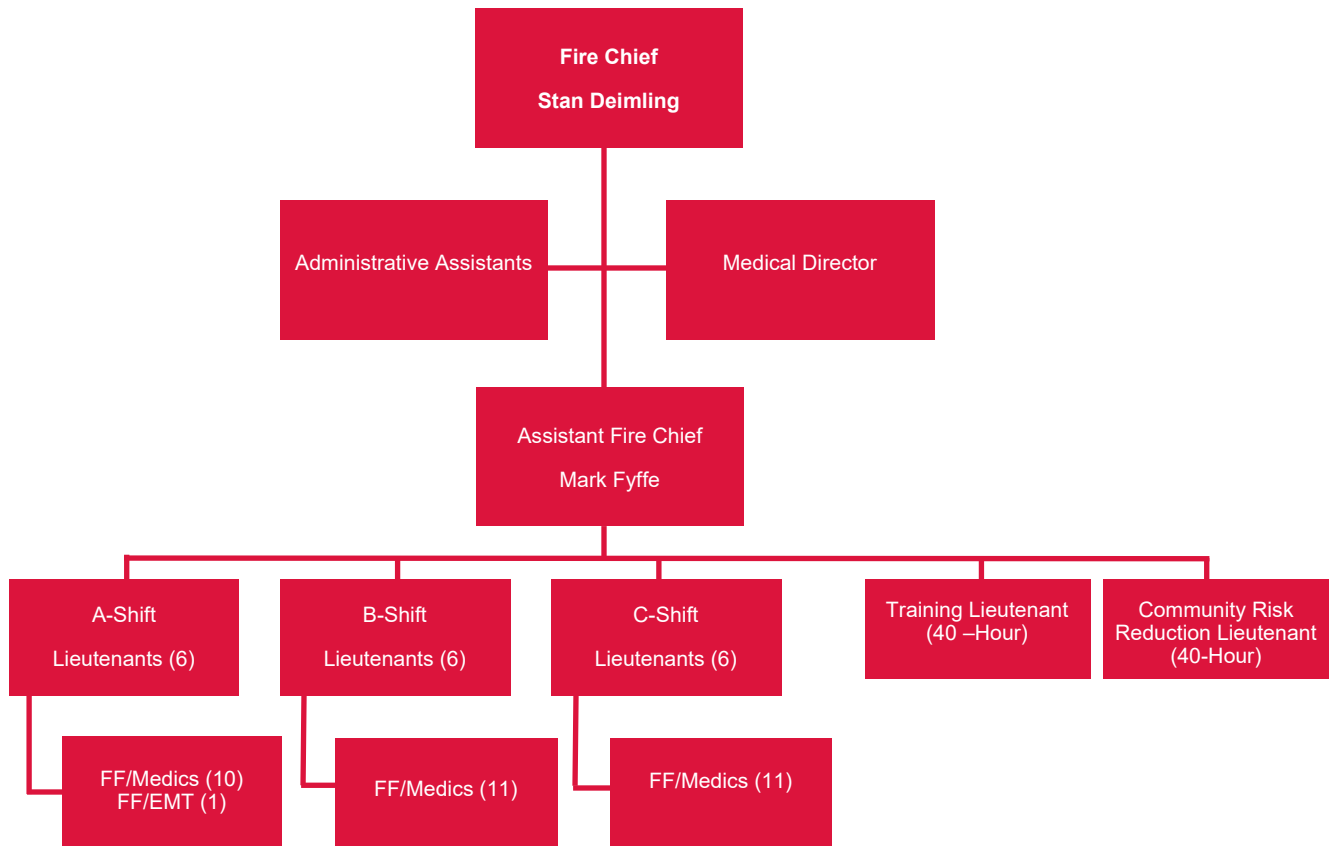 Fire Chief
Stan Deimling
Administrative Assistants
Medical Director
Assistant Fire Chief
Mark Fyffe
A-Shift
Lieutenants (6)
B-Shift
Lieutenants (6)
C-Shift
Lieutenants (6)
Training Lieutenant
(40 –Hour)
Community Risk
Reduction Lieutenant
(40-Hour)
FF/Medics (10)
FF/EMT (1)
FF/Medics (11)
FF/Medics (11)